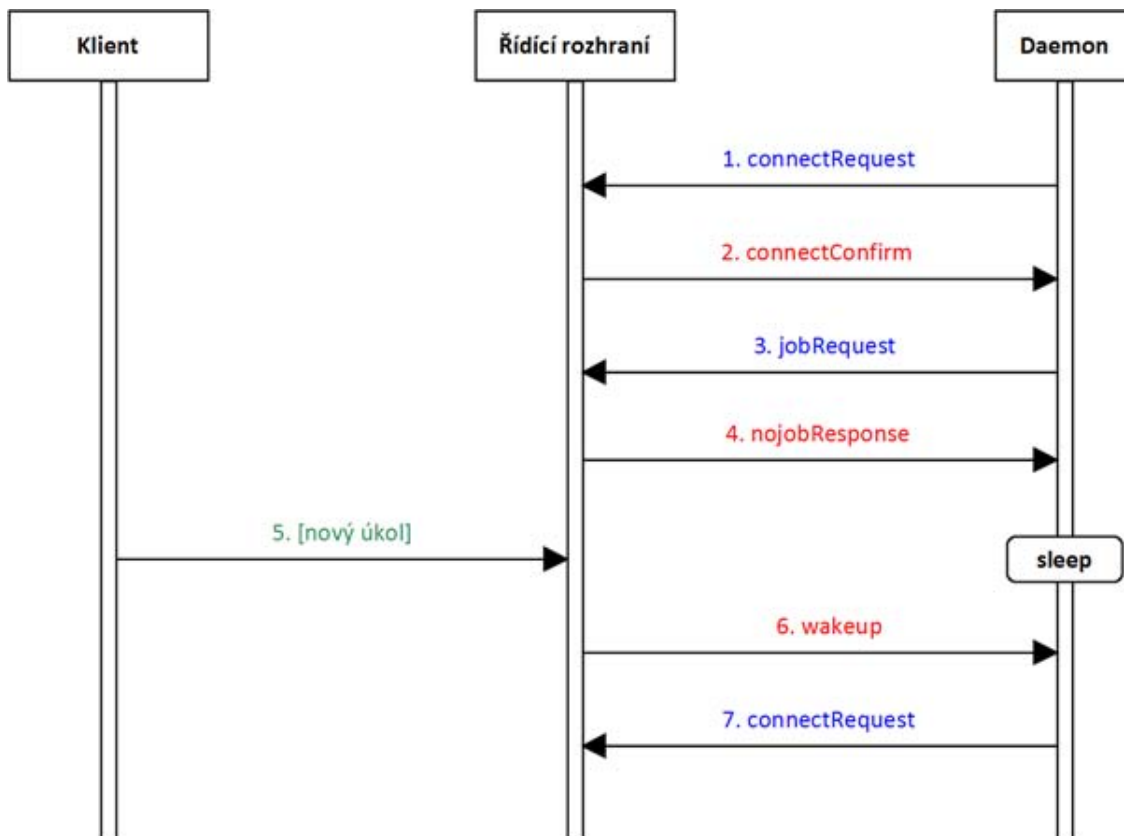 Klient
Řídící rozhraní
Daemon
1. connectRequest
2. connectConfirm
3. jobRequest
4. nojobResponse
5. [nový úkol]
sleep
6. wakeup
7. connectRequest